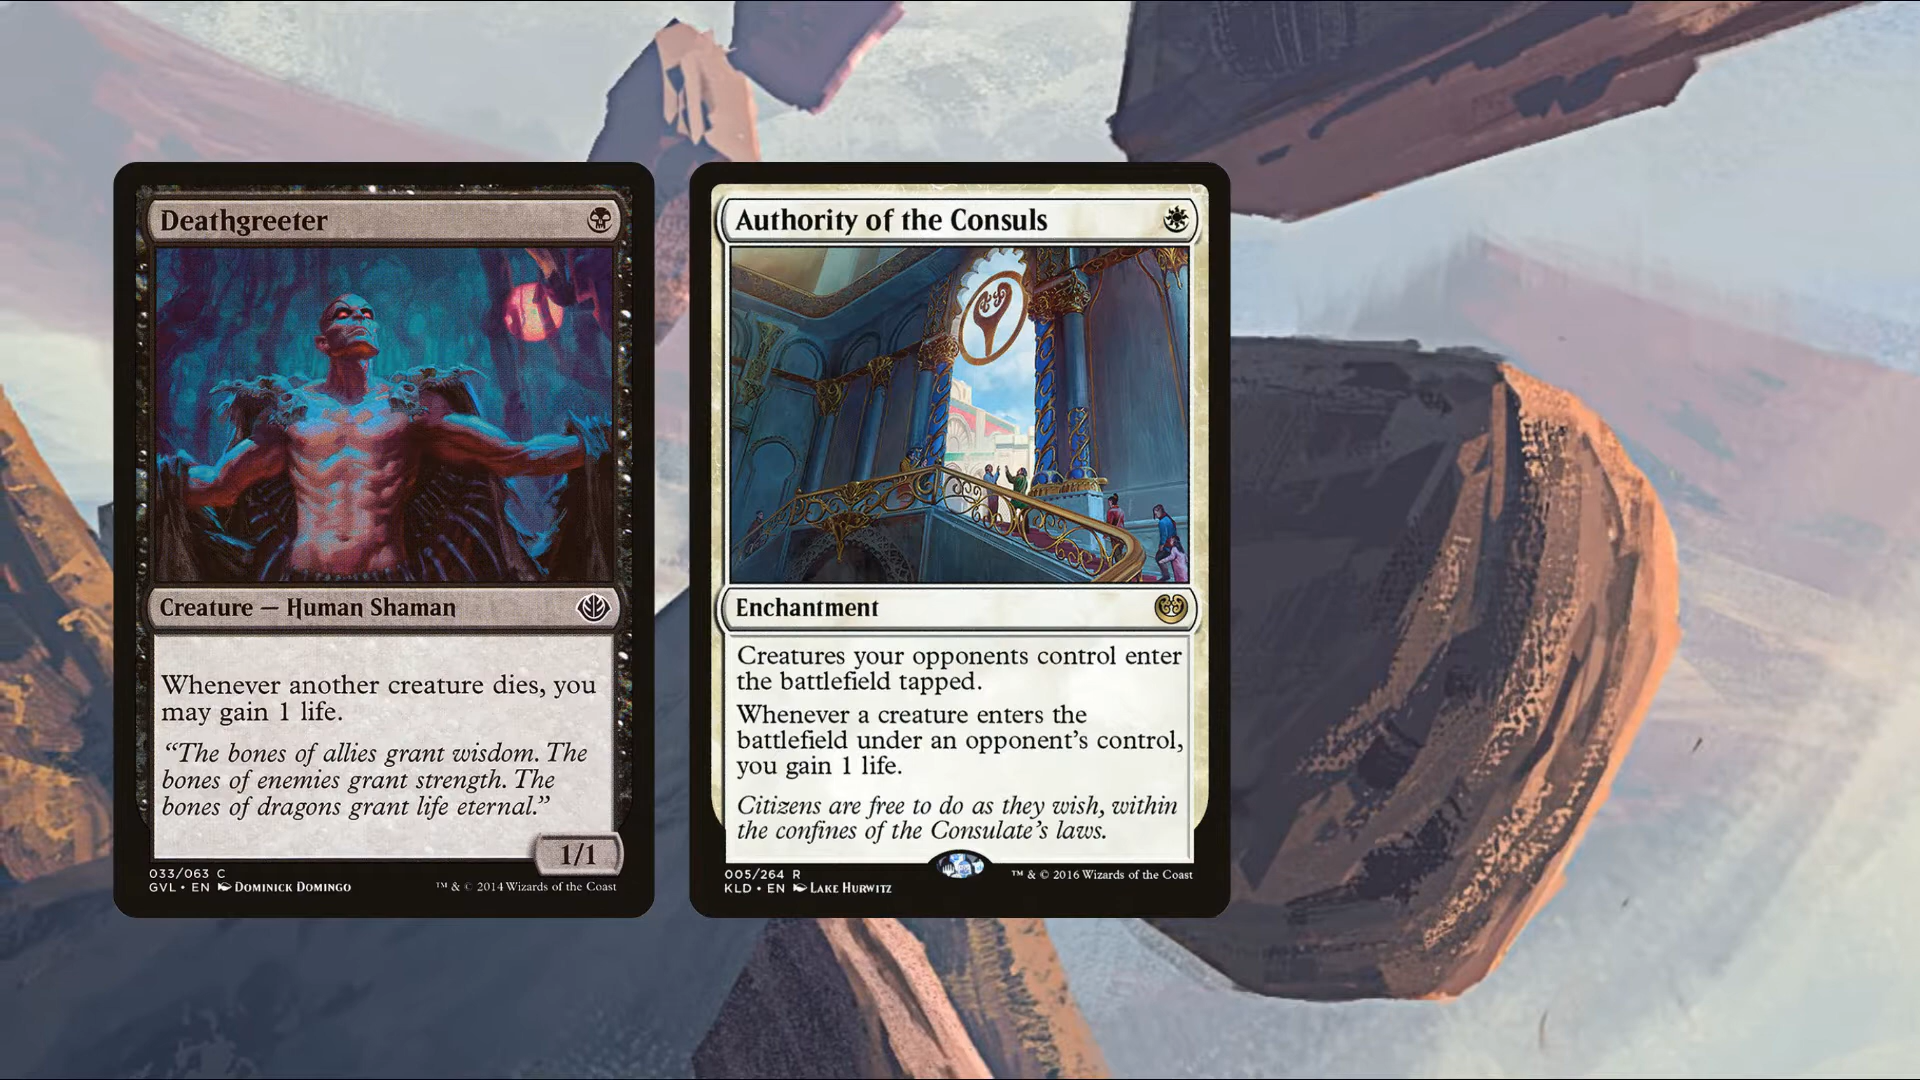 Deathgreeter
Creature — Human Shaman
Whenever another creature dies, you
may gain 1 life.
“The bones of allies grant wisdom. The
bones of enemies grant strength. The
bones of dragons grant life eternal.”
1/1
033/063 C
GVL • EN Dominick Domingo
™ & © 2014 Wizards of the Coast
Authority of the Consuls
Enchantment
Creatures your opponents control enter
the battlefield tapped.
Whenever a creature enters the
battlefield under an opponent’s control,
you gain 1 life.
Citizens are free to do as they wish, within
the confines of the Consulate’s laws.
005/264 R
KLD • EN Lake Hurwitz
™ & © 2016 Wizards of the Coast